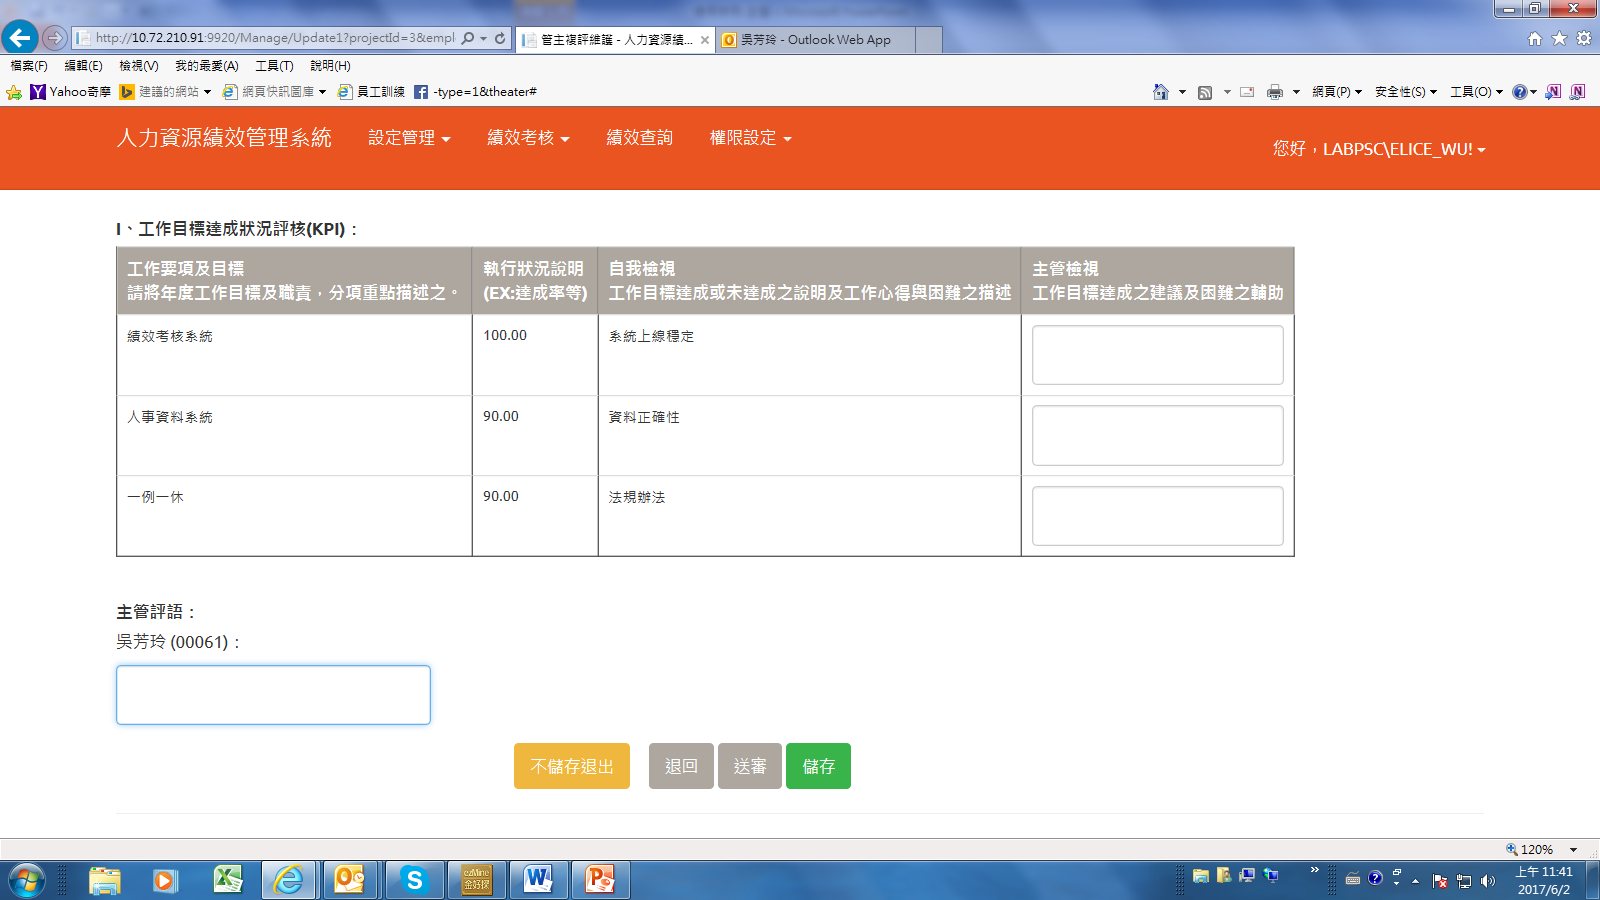 http://10.72.210.91:9920/Manage/Update1?projectId=3&empl
管主複評維護 - 人力資源績...
吳芳玲 - Outlook Web App
檔案(F) 編輯(E) 檢視(V) 我的最愛(A) 工具(T) 說明(H)
Yahoo奇摩 建議的網站 網頁快訊圖庫 員工訓練 -type=1&theater#
網頁(P) 安全性(S) 工具(O)
人力資源績效管理系統 設定管理 績效考核 績效查詢 權限設定
您好，LABPSC\ELICE_WU!
I、工作目標達成狀況評核(KPI)：
工作要項及目標
請將年度工作目標及職責，分項重點描述之。
執行狀況說明
(EX:達成率等)
自我檢視
工作目標達成或未達成之說明及工作心得與困難之描述
主管檢視
工作目標達成之建議及困難之輔助
績效考核系統 100.00 系統上線穩定
人事資料系統 90.00 資料正確性
一例一休 90.00 法規辦法
主管評語：
吳芳玲 (00061)：
不儲存退出 退回 送審 儲存
120%
ezMine
金好探
上午 11:41
2017/6/2